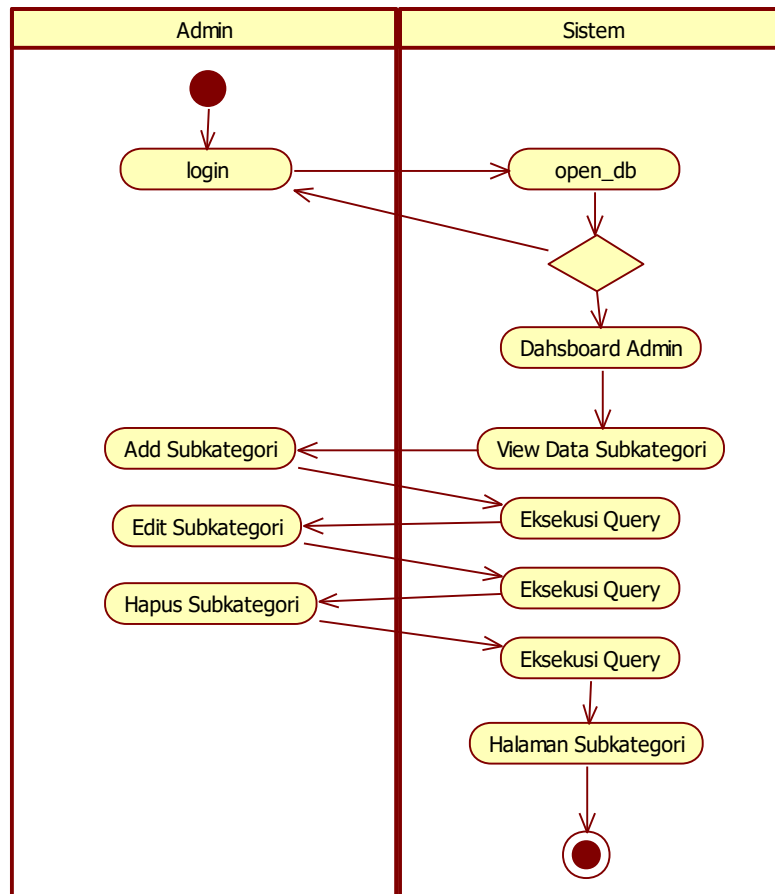 Admin
Sistem
login
open_db
Dahsboard Admin
View Data Subkategori
Add Subkategori
Eksekusi Query
Edit Subkategori
Eksekusi Query
Hapus Subkategori
Eksekusi Query
Halaman Subkategori